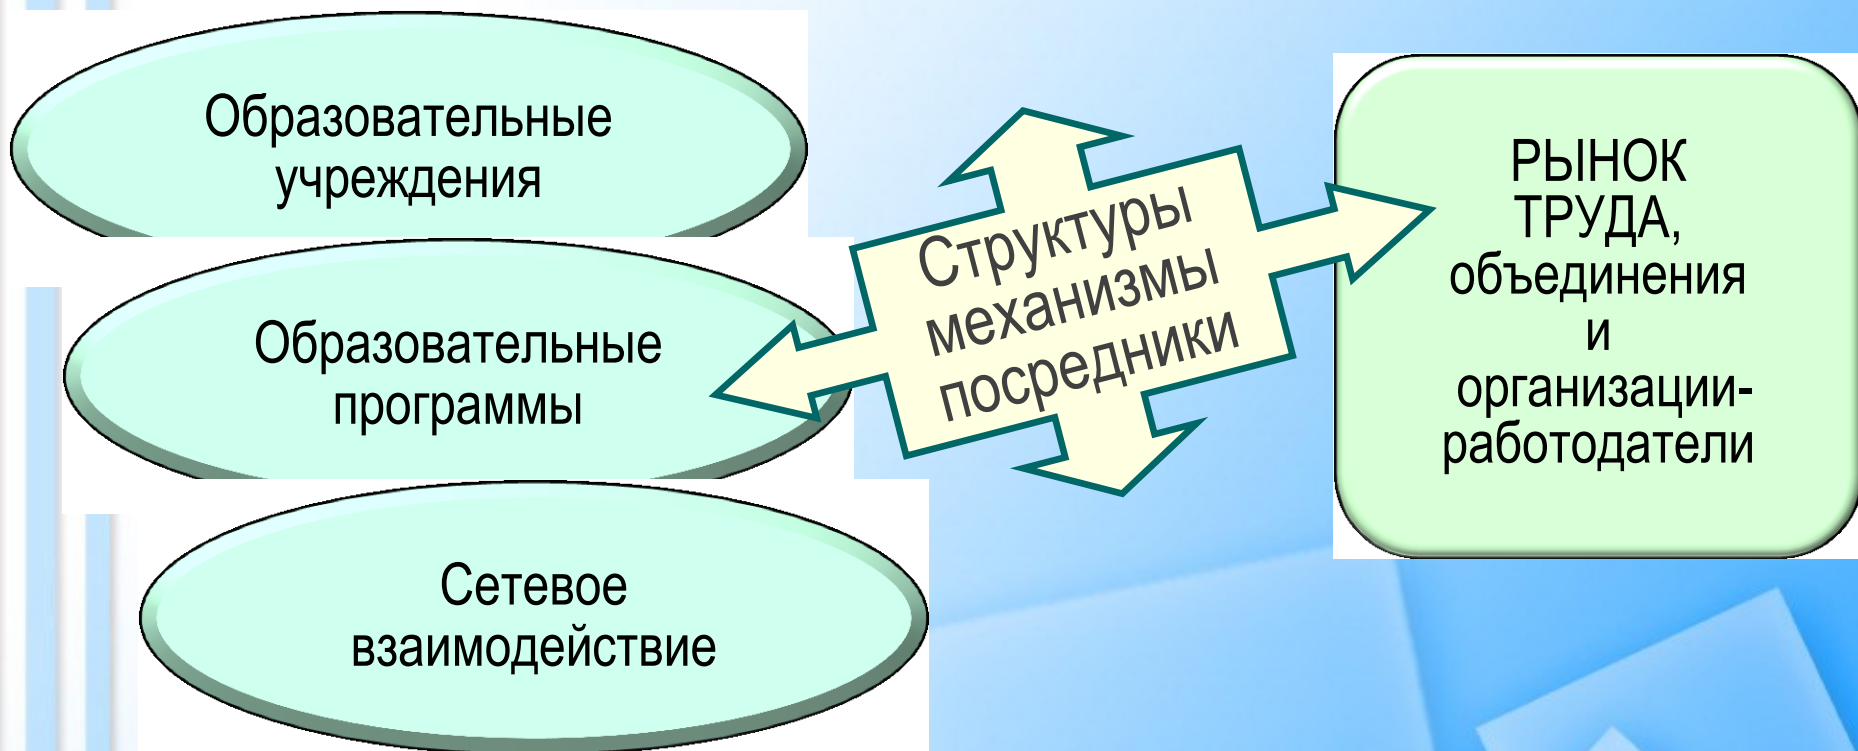 Образовательные
учреждения
Образовательные
программы
Сетевое
взаимодействие
Структуры
механизмы
посредники
РЫНОК
ТРУДА,
объединения
и
организации-
работодатели